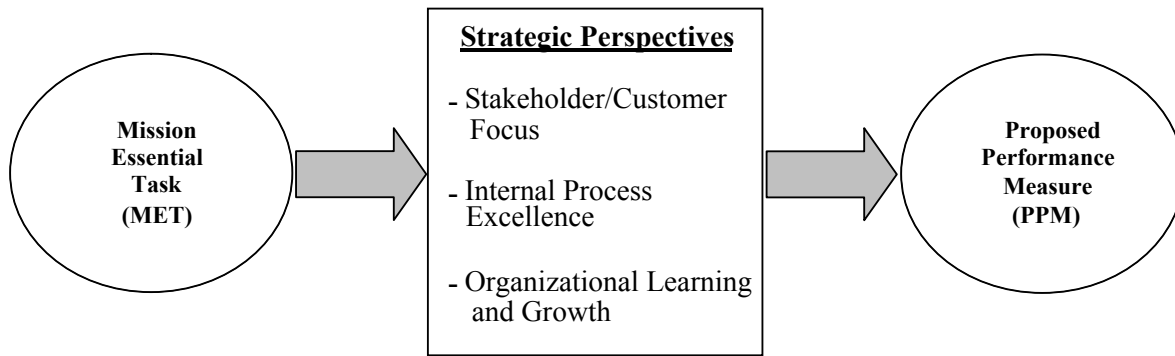 Mission
Essential
Task
(MET)
Strategic Perspectives
- Stakeholder/Customer
Focus
- Internal Process
Excellence
- Organizational Learning
and Growth
Proposed
Performance
Measure
(PPM)